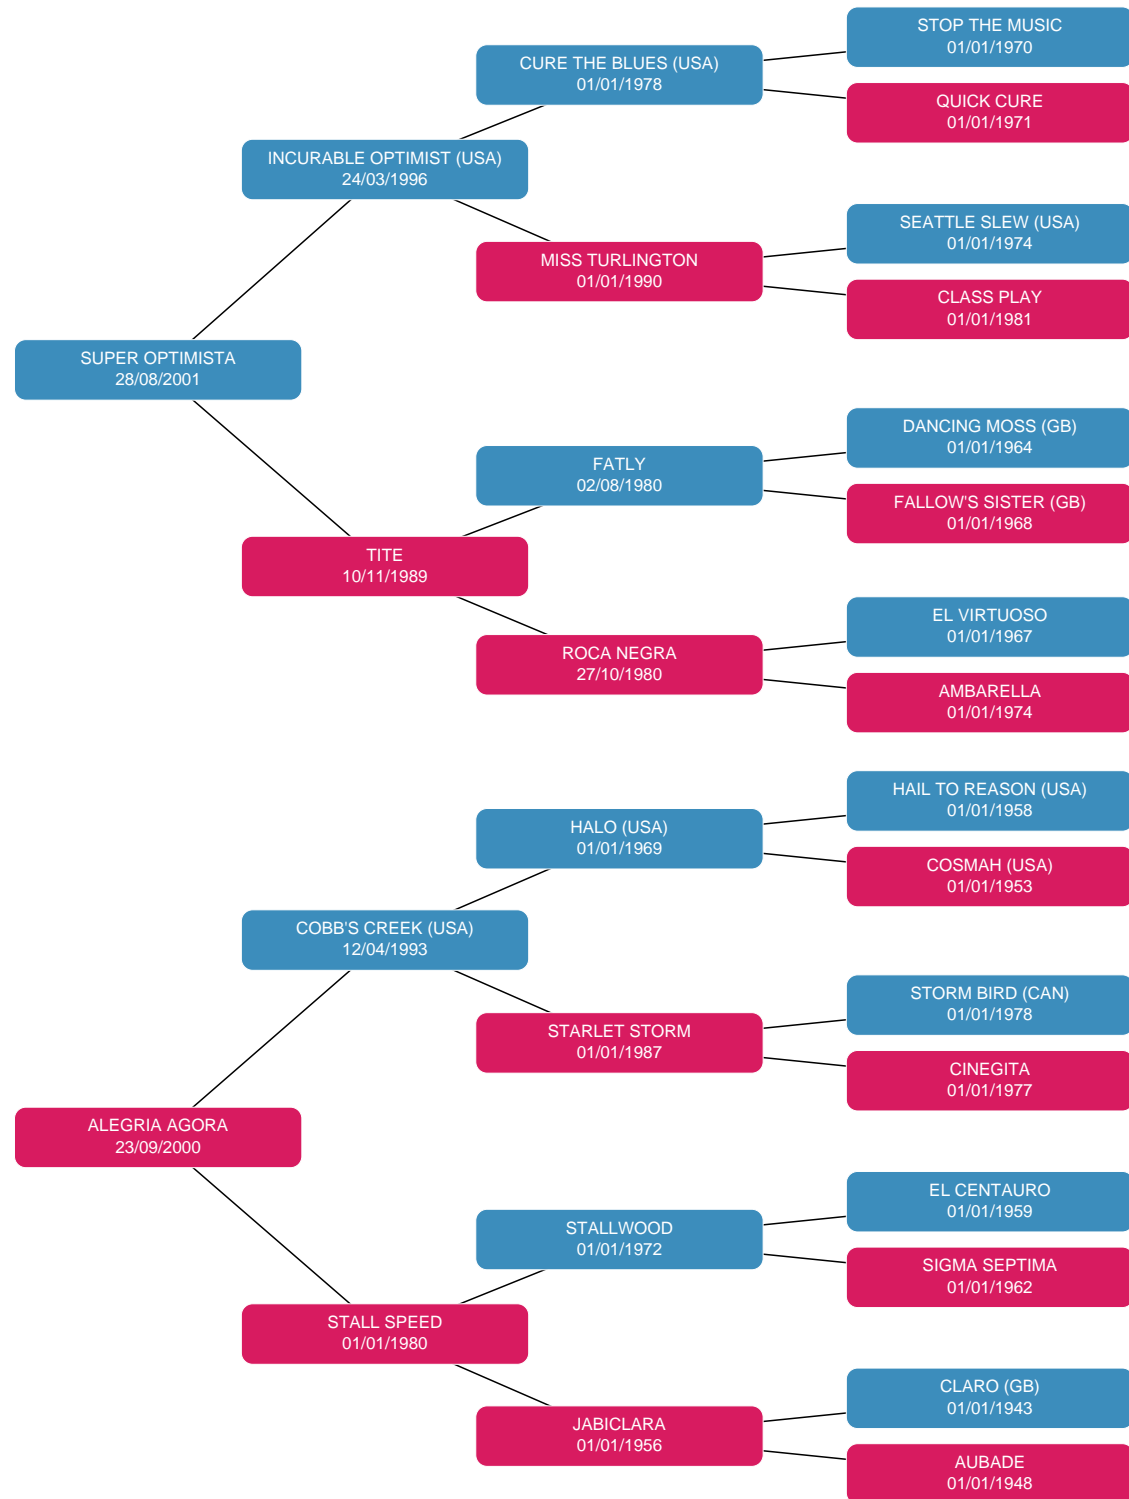 STOP THE MUSIC
01/01/1970
CURE THE BLUES (USA)
01/01/1978
QUICK CURE
01/01/1971
INCURABLE OPTIMIST (USA)
24/03/1996
SEATTLE SLEW (USA)
01/01/1974
MISS TURLINGTON
01/01/1990
CLASS PLAY
01/01/1981
SUPER OPTIMISTA
28/08/2001
DANCING MOSS (GB)
01/01/1964
FATLY
02/08/1980
FALLOW'S SISTER (GB)
01/01/1968
TITE
10/11/1989
EL VIRTUOSO
01/01/1967
ROCA NEGRA
27/10/1980
AMBARELLA
01/01/1974
HAIL TO REASON (USA)
01/01/1958
HALO (USA)
01/01/1969
COSMAH (USA)
01/01/1953
COBB'S CREEK (USA)
12/04/1993
STORM BIRD (CAN)
01/01/1978
STARLET STORM
01/01/1987
CINEGITA
01/01/1977
ALEGRIA AGORA
23/09/2000
EL CENTAURO
01/01/1959
STALLWOOD
01/01/1972
SIGMA SEPTIMA
01/01/1962
STALL SPEED
01/01/1980
CLARO (GB)
01/01/1943
JABICLARA
01/01/1956
AUBADE
01/01/1948